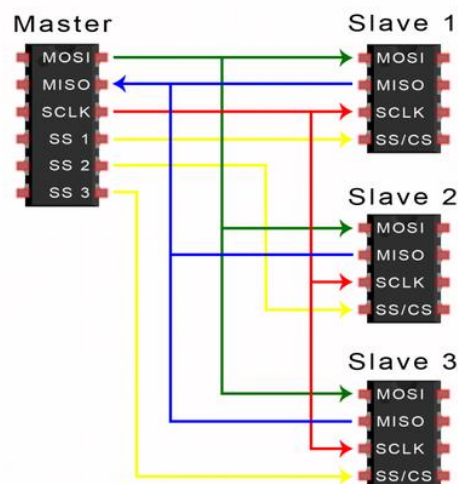 Master
MOSI
MISO
SCLK
SS 1
SS 2
SS 3
Slave 1
MOSI
MISO
SCLK
SS/CS
Slave 2
MOSI
MISO
SCLK
SS/CS
Slave 3
MOSI
MISO
SCLK
SS/CS